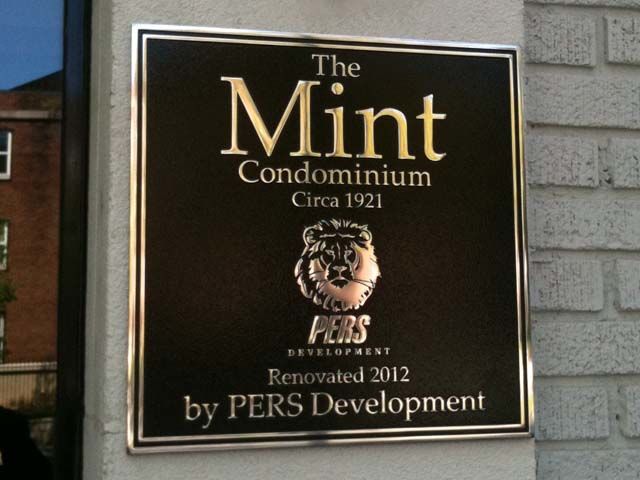 The
Mint
Condominium
Circa 1921
PERS
DEVELOPMENT
Renovated 2012
by PERS Development